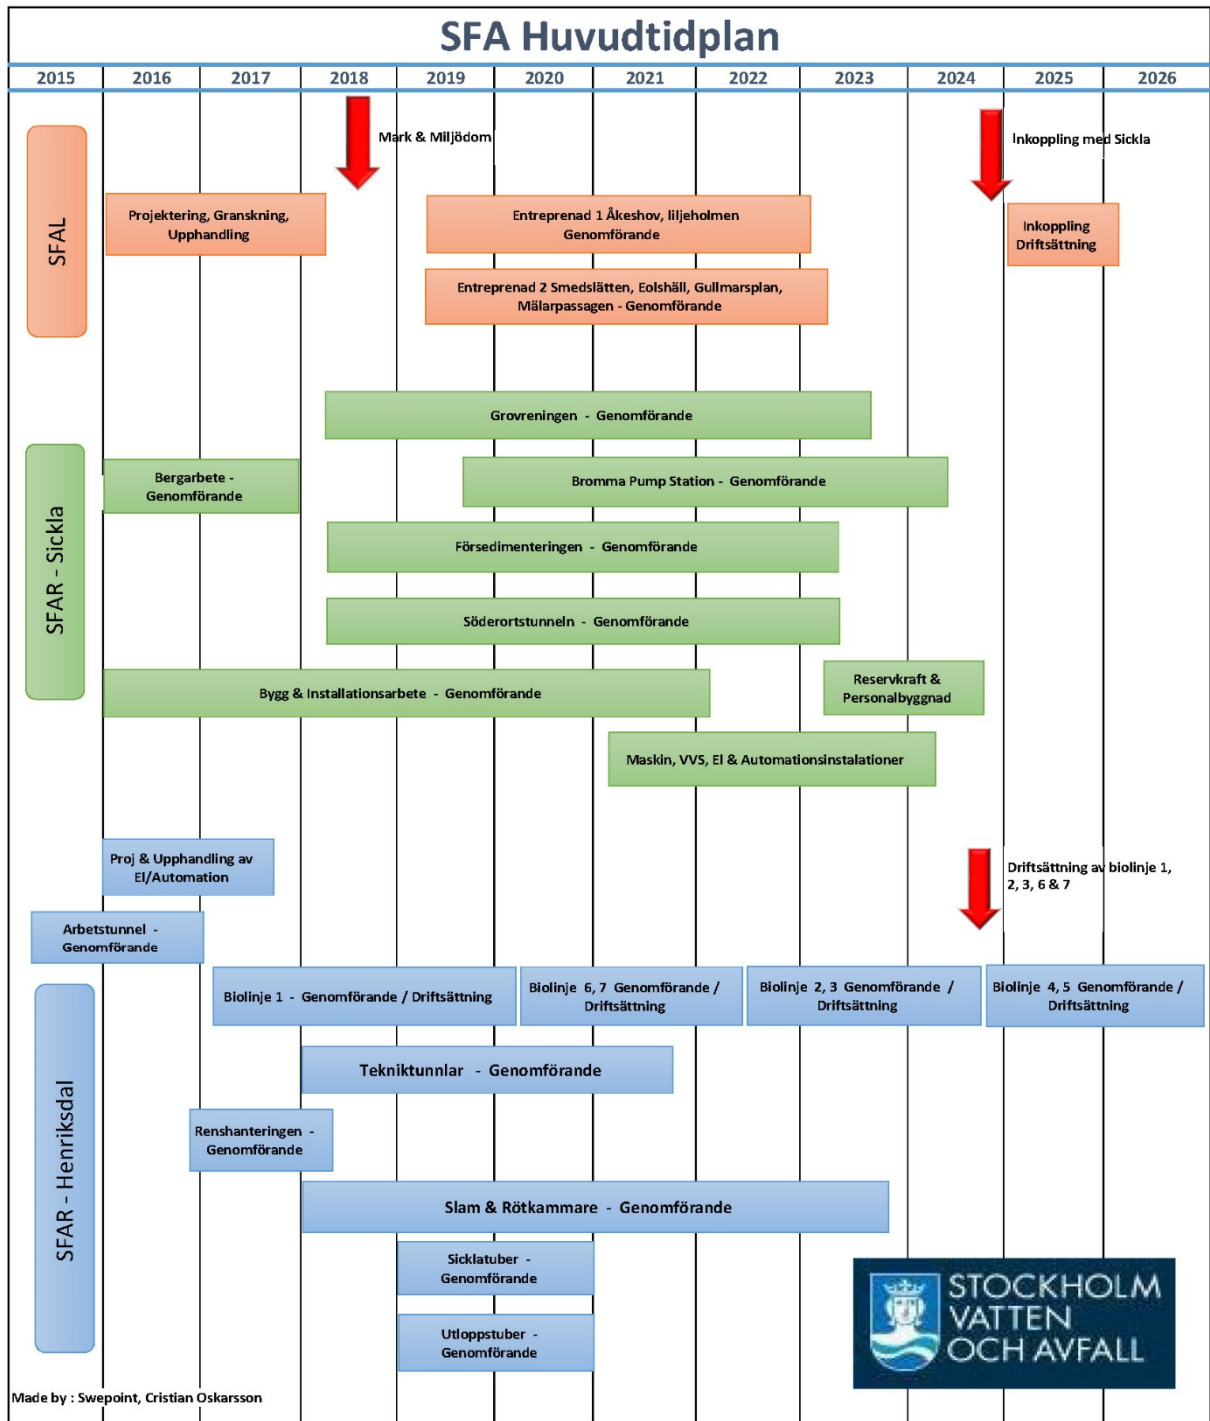 SFA Huvudtidplan
2015 2016 2017 2018 2019 2020 2021 2022 2023 2024 2025 2026
Mark & Miljödom
Inkoppling med Sickla
SFAL
Projektering, Granskning,
Upphandling
Entreprenad 1 Åkeshov, liljeholmen
Genomförande
Inkoppling
Driftsättning
Entreprenad 2 Smedslätten, Eolshäll, Gullmarsplan,
Mälarpassagen - Genomförande
SFAR - Sickla
Grovreningen - Genomförande
Bergarbete -
Genomförande
Bromma Pump Station - Genomförande
Försedimenteringen - Genomförande
Söderortstunneln - Genomförande
Bygg & Installationsarbete - Genomförande
Reservkraft &
Personalbyggnad
Maskin, VVS, El & Automationsinstalationer
Proj & Upphandling av
El/Automation
Driftsättning av biolinje 1,
2, 3, 6 & 7
Arbetstunnel -
Genomförande
SFAR - Henriksdal
Biolinje 1 - Genomförande / Driftsättning
Biolinje 6, 7 Genomförande /
Driftsättning
Biolinje 2, 3 Genomförande /
Driftsättning
Biolinje 4, 5 Genomförande /
Driftsättning
Tekniktunnlar - Genomförande
Renshanteringen -
Genomförande
Slam & Rötkammare - Genomförande
Sicklatuber -
Genomförande
Utloppstuber -
Genomförande
STOCKHOLM
VATTEN
OCH AVFALL
Made by : Swepoint, Cristian Oskarsson